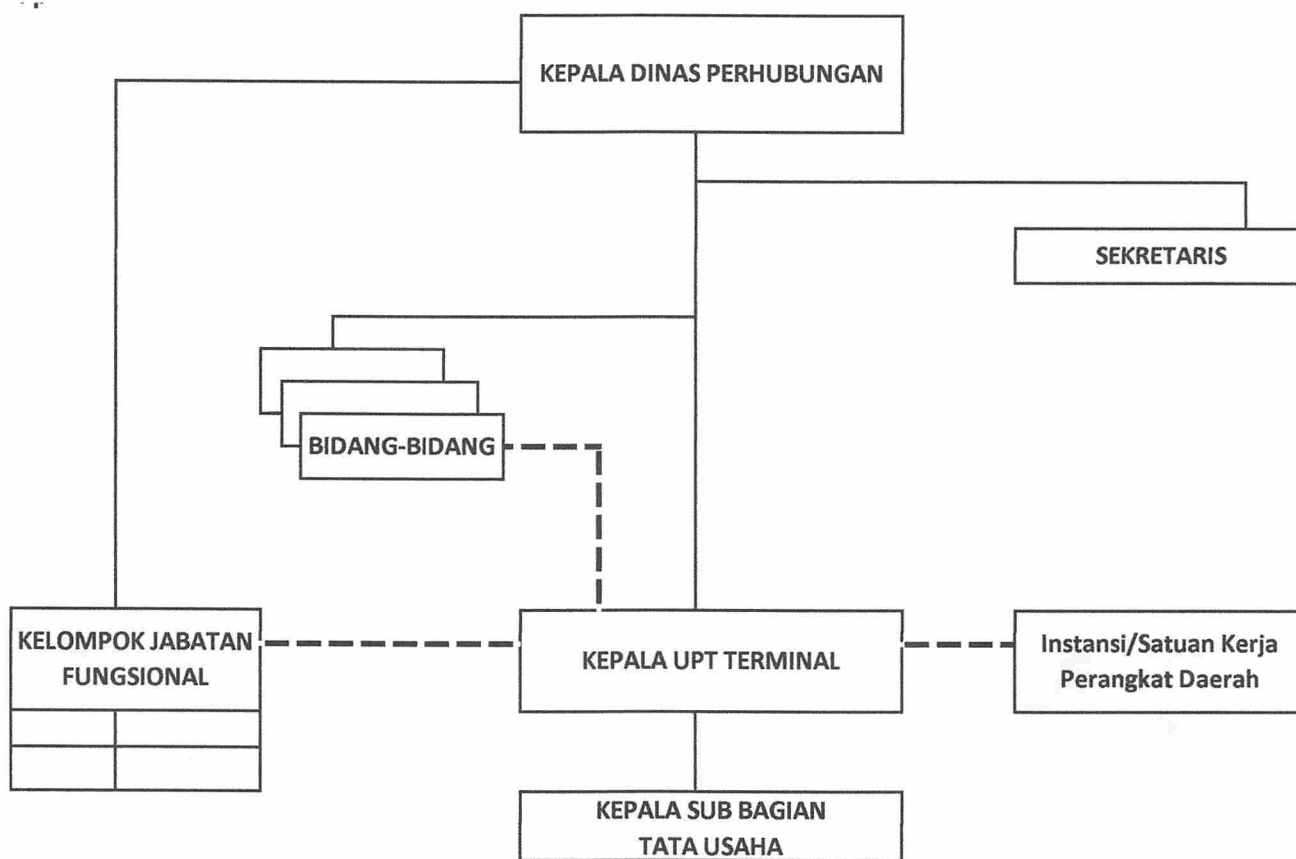 KEPALA DINAS PERHUBUNGAN
SEKRETARIS
BIDANG-BIDANG
KELOMPOK JABATAN
FUNGSIONAL
KEPALA UPT TERMINAL
Instansi/Satuan Kerja
Perangkat Daerah
KEPALA SUB BAGIAN
TATA USAHA